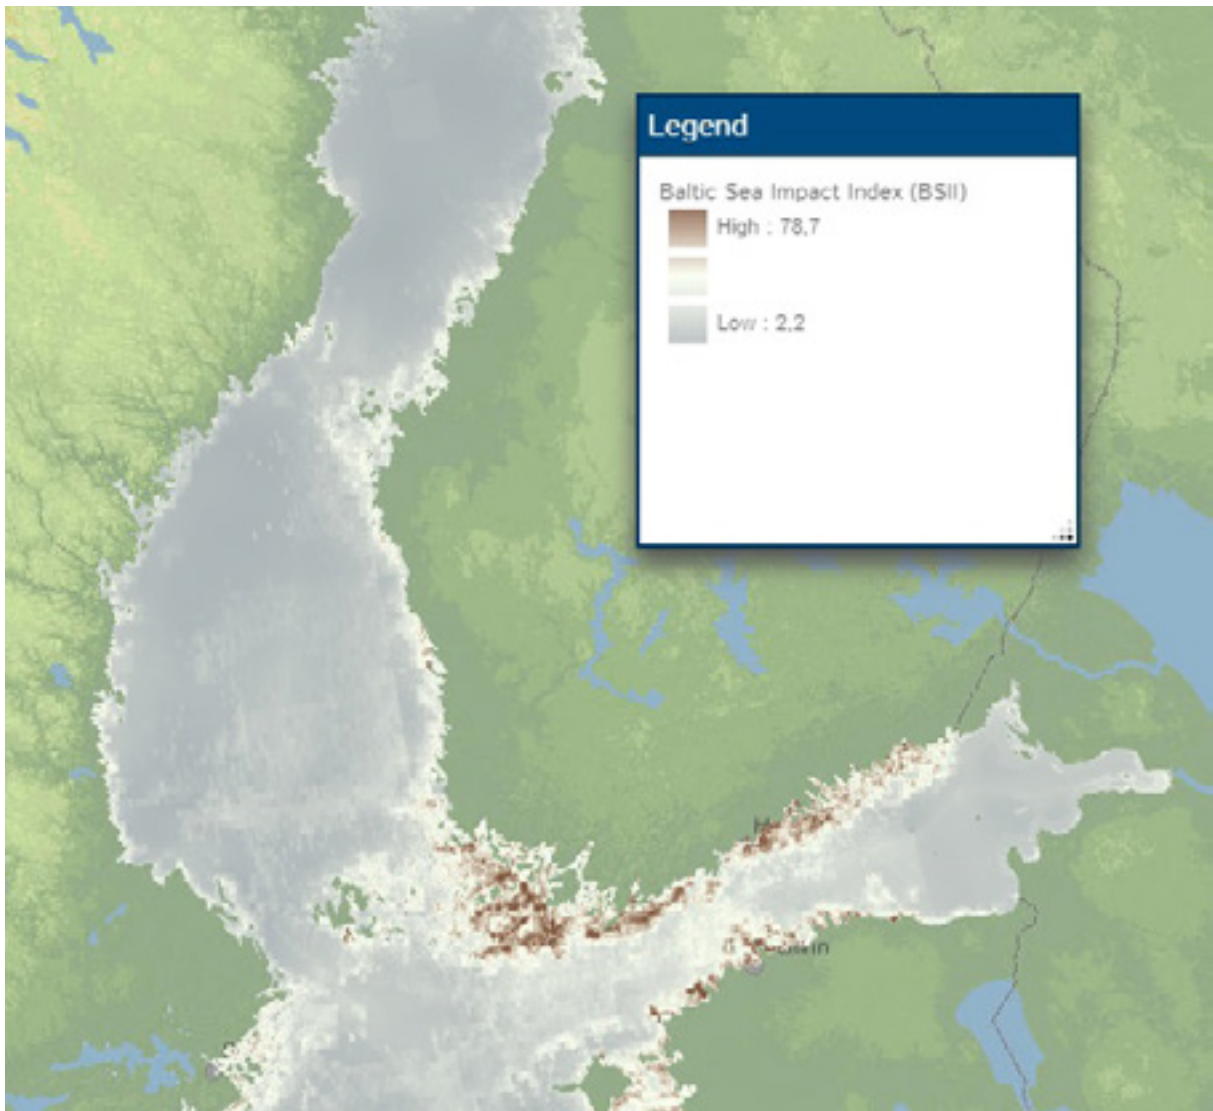 Legend
Baltic Sea Impact Index (BSII)
High : 78,7
Low : 2,2